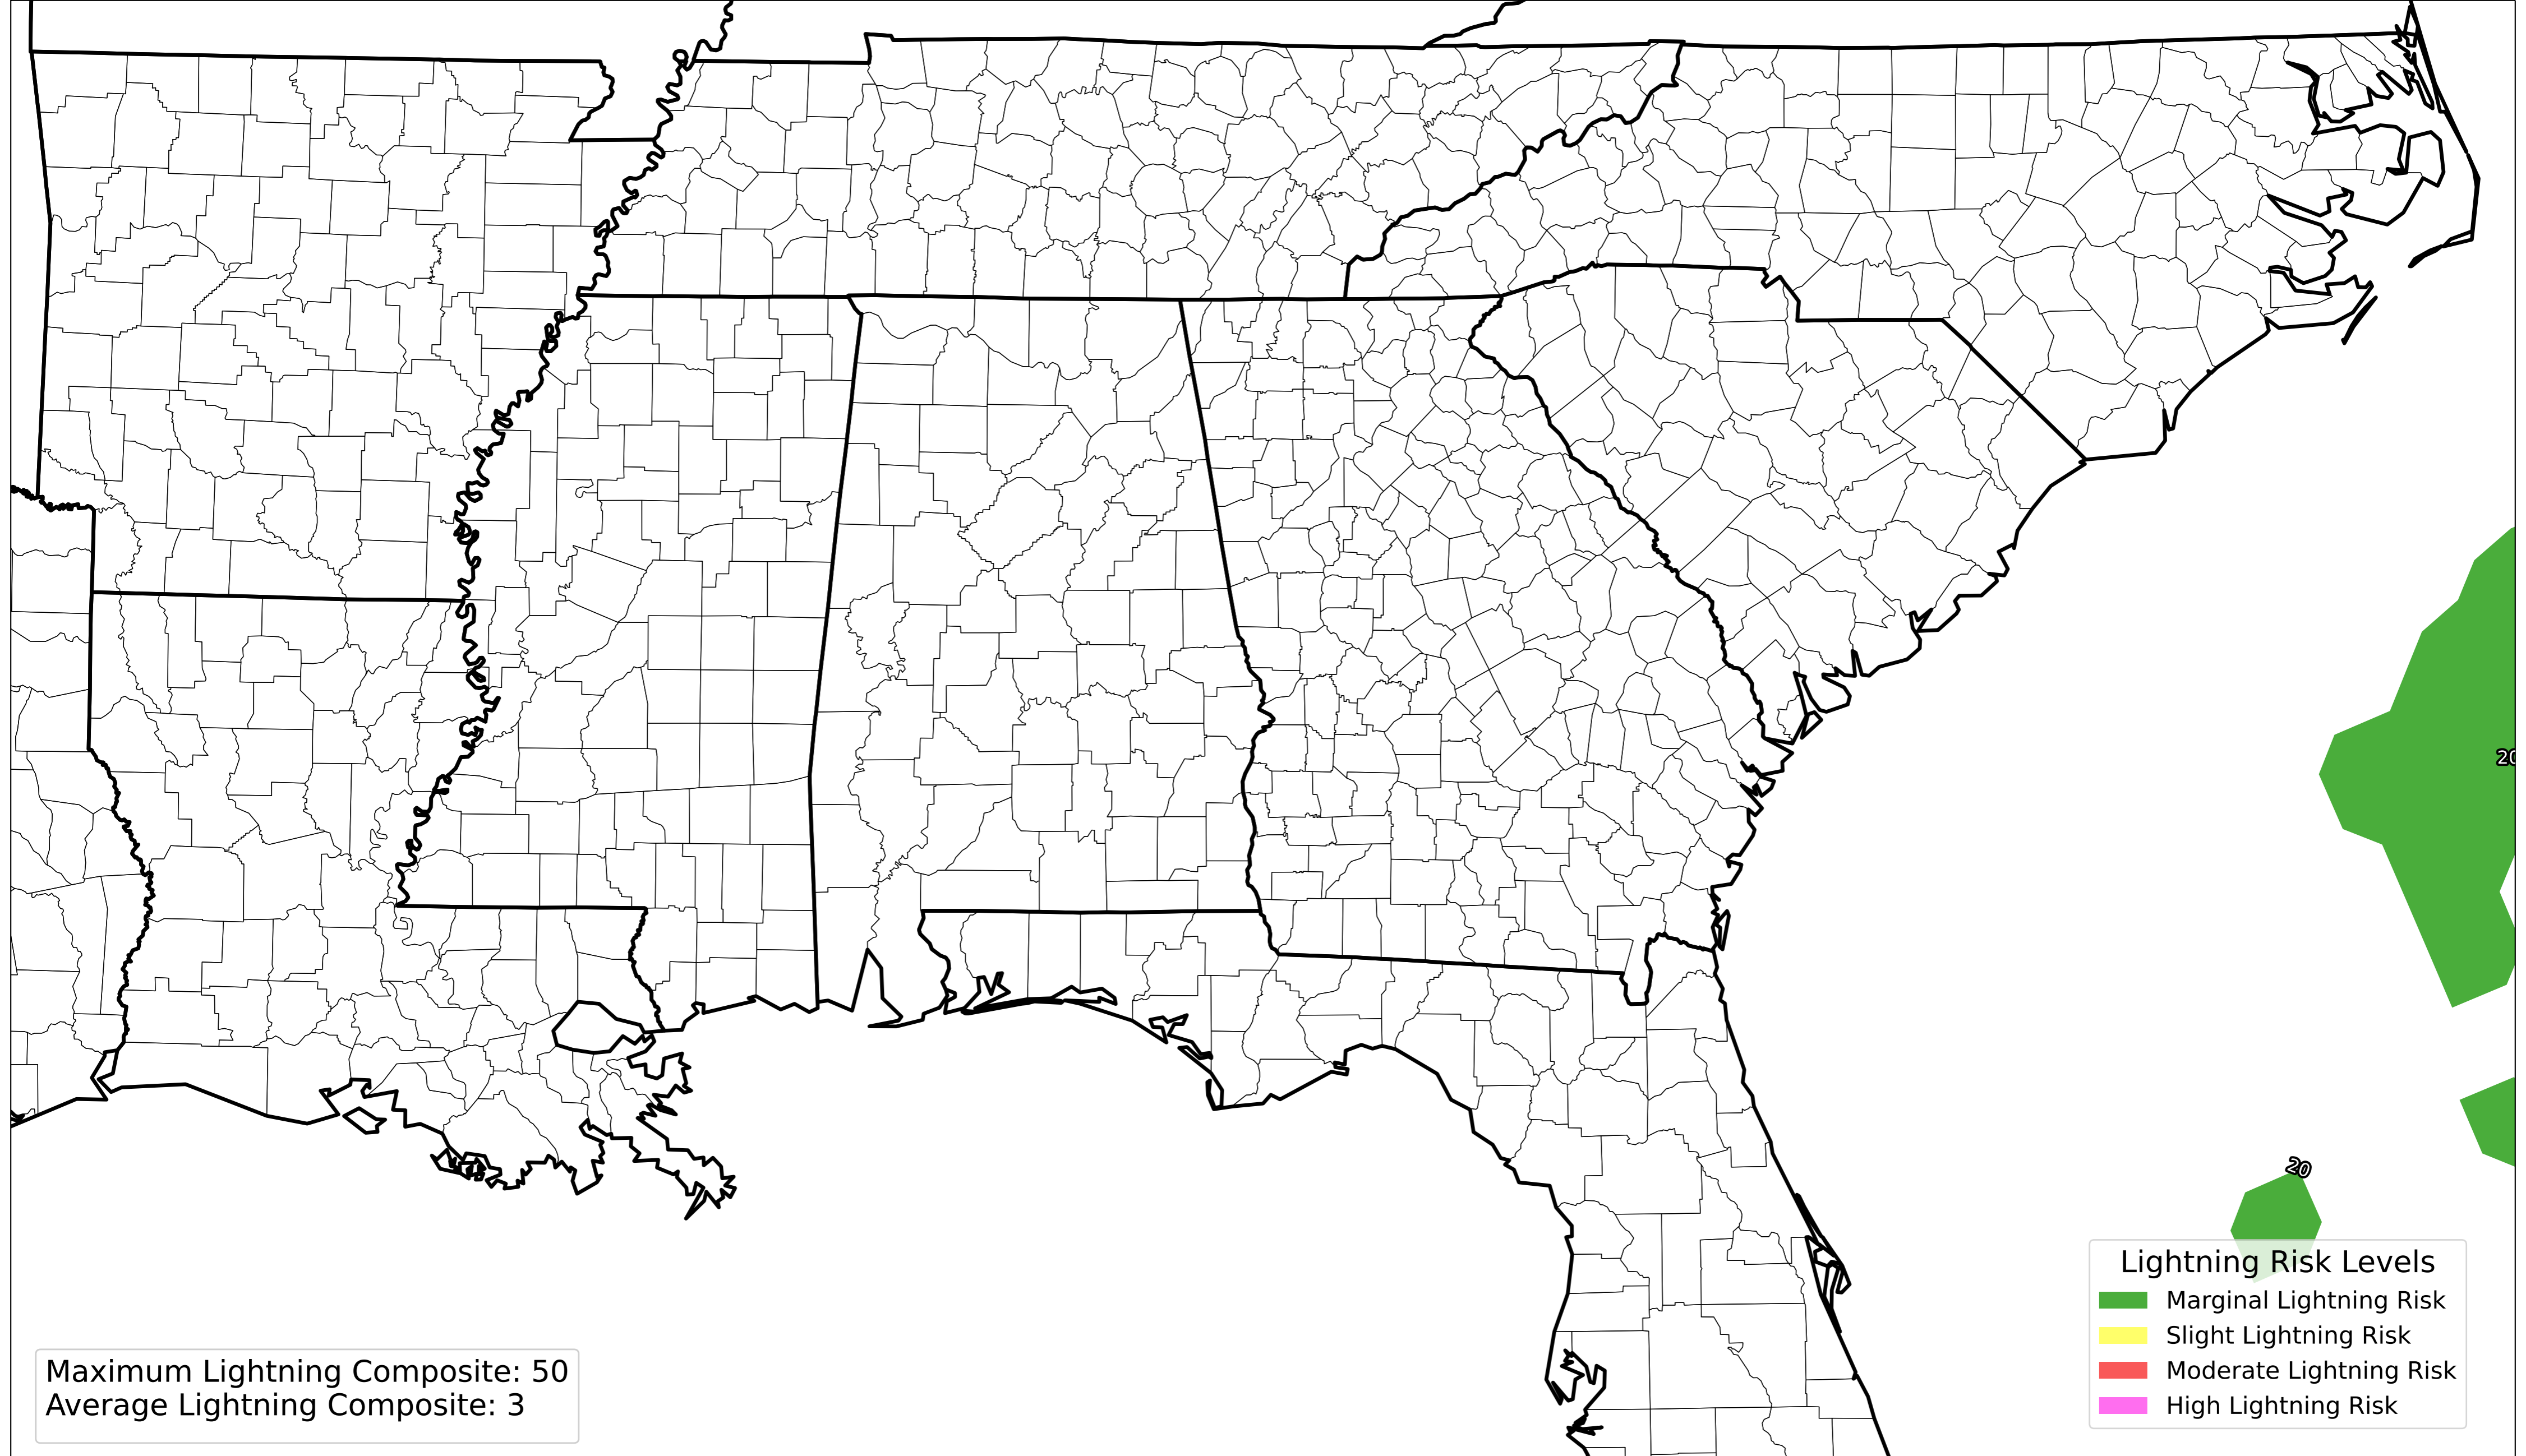 20
20
Lightning Risk Levels
Marginal Lightning Risk
Slight Lightning Risk
Moderate Lightning Risk
High Lightning Risk
Maximum Lightning Composite: 50
Average Lightning Composite: 3